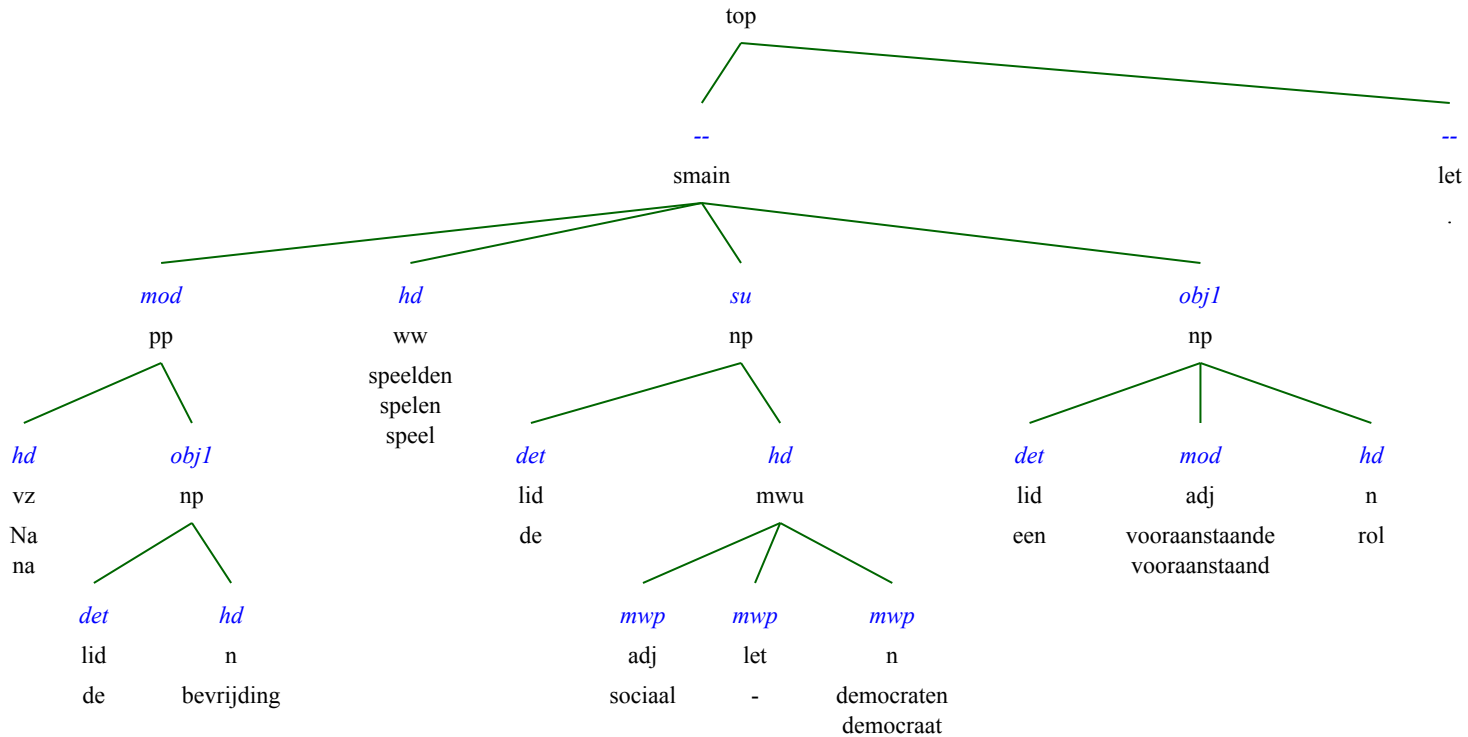 top
-- --
smain let
.
mod hd su obj1
pp ww np np
speelden
spelen
speel
hd obj1 det hd det mod hd
vz np lid mwu lid adj n
Na de een vooraanstaande rol
na vooraanstaand
det hd mwp mwp mwp
lid n adj let n
de bevrijding sociaal - democraten
democraat